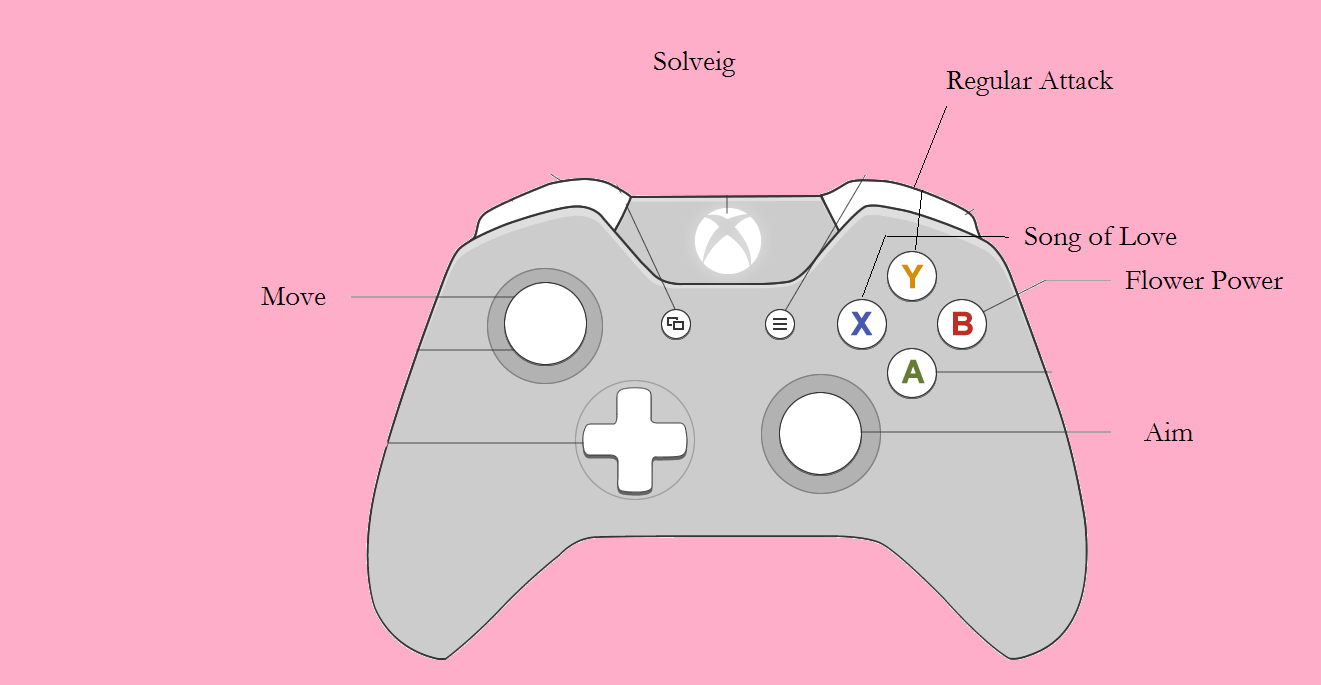 Solveig
Regular Attack
Song of Love
Y
Flower Power
Move
X
B
A
Aim